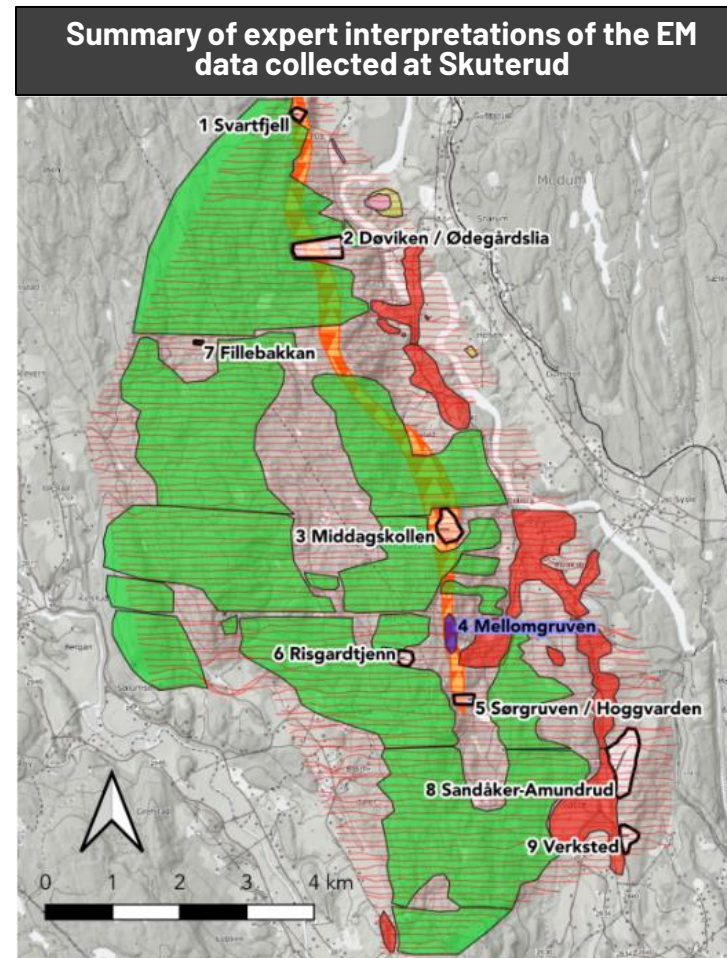 Summary of expert interpretations of the EM
data collected at Skuterud
1 Svartfjell
Modum
2 Døviken / Ødegårdslia
7 Fillebakkan
3 Middagskollen
4 Mellomgruven
6 Risgardtjenn
5 Sørgruven / Hoggvarden
8 Sandåker-Amundrud
9 Verksted
0 1 2 3 4 km